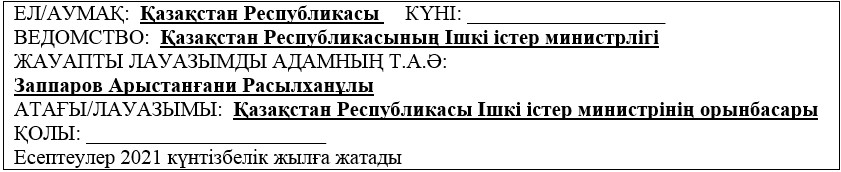 ЕЛ/АУМАҚ: Қазақстан Республикасы КҮНІ: ____________________
ВЕДОМСТВО: Қазақстан Республикасының Ішкі істер министрлігі
ЖАУАПТЫ ЛАУАЗЫМДЫ АДАМНЫҢ Т.А.Ә:
Заппаров Арыстанғани Расылханұлы
АТАҒЫ/ЛАУАЗЫМЫ: Қазақстан Республикасы Ішкі істер министрінің орынбасары
ҚОЛЫ: ________________________
Есептеулер 2021 күнтізбелік жылға жатады